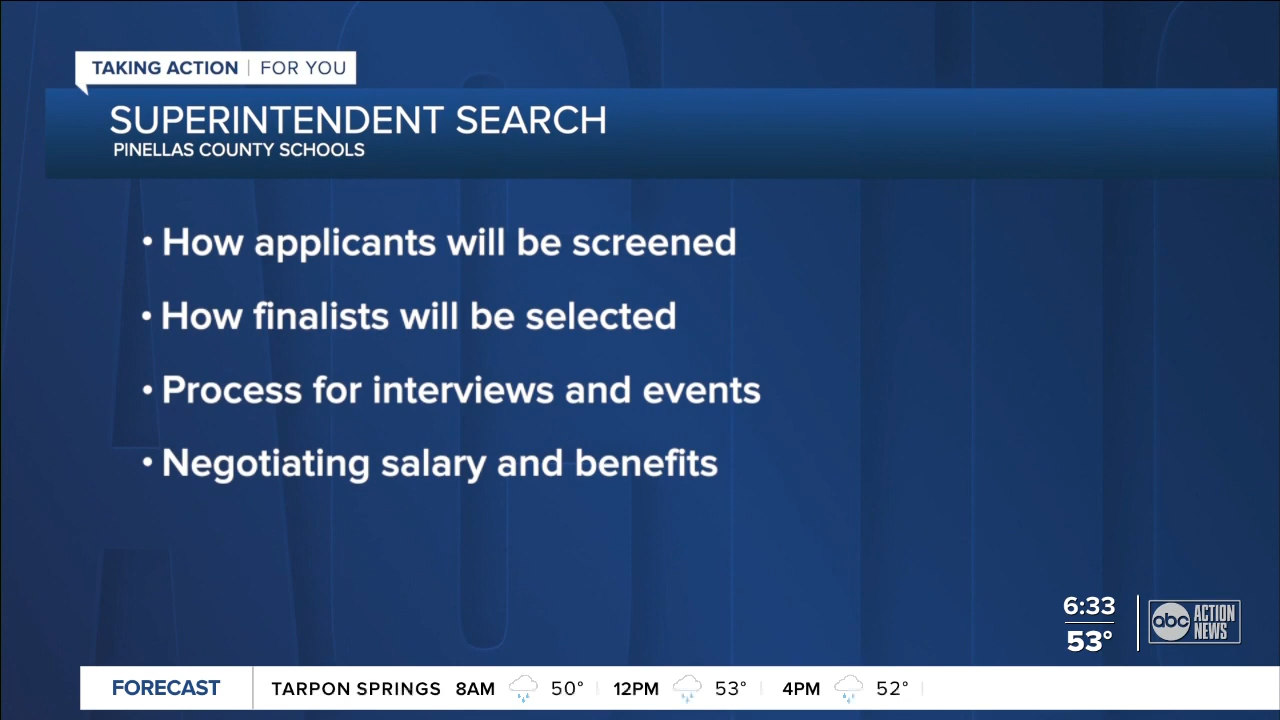 TAKING ACTION | FOR YOU
SUPERINTENDENT SEARCH
PINELLAS COUNTY SCHOOLS
• How applicants will be screened
• How finalists will be selected
• Process for interviews and events
• Negotiating salary and benefits
6:33
53°
abc ACTION NEWS
FORECAST TARPON SPRINGS 8AM 50° 12PM 53° 4PM 52°